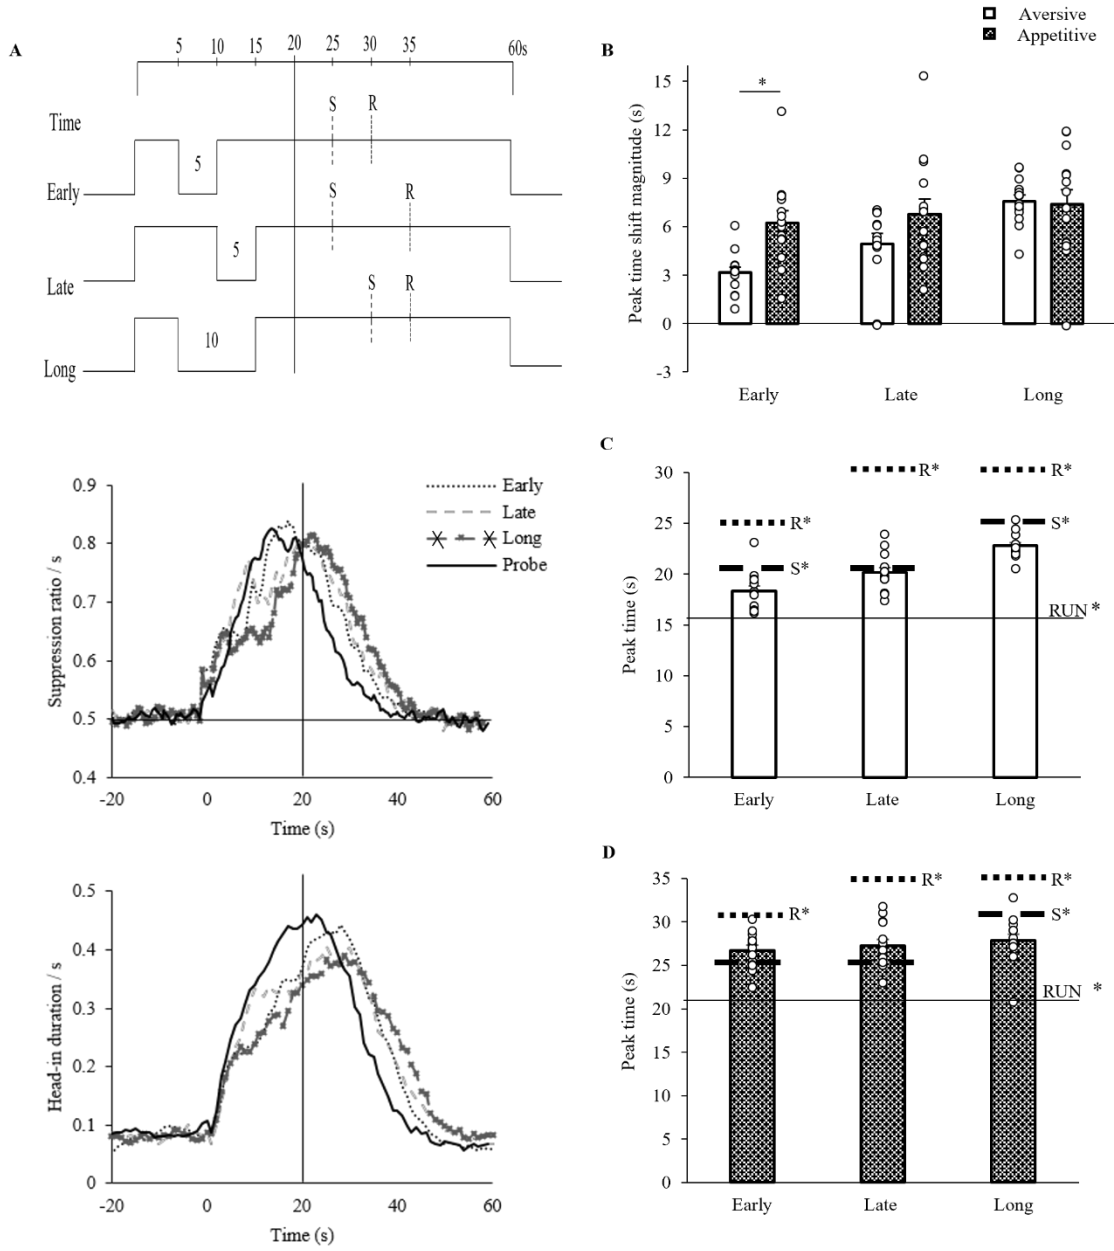 A
5 10 15 20 25 30 35 60s
Time
S R
5
Early
S R
5
Late
S R
10
Long
Aversive
Appetitive
B
Peak time shift magnitude (s)
15
12
9
6
3
0
-3
*
Early Late Long
Suppression ratio / s
0.9
0.8
0.7
0.6
0.5
0.4
Early
Late
Long
Probe
-20 0 20 40 60
Time (s)
C
Peak time (s)
30
25
20
15
10
5
0
R*
S*
R*
R*
S*
RUN *
Early Late Long
Head-in duration / s
0.5
0.4
0.3
0.2
0.1
0
-20 0 20 40 60
Time (s)
D
Peak time (s)
35
30
25
20
15
10
5
0
R*
R*
R*
S*
RUN *
Early Late Long